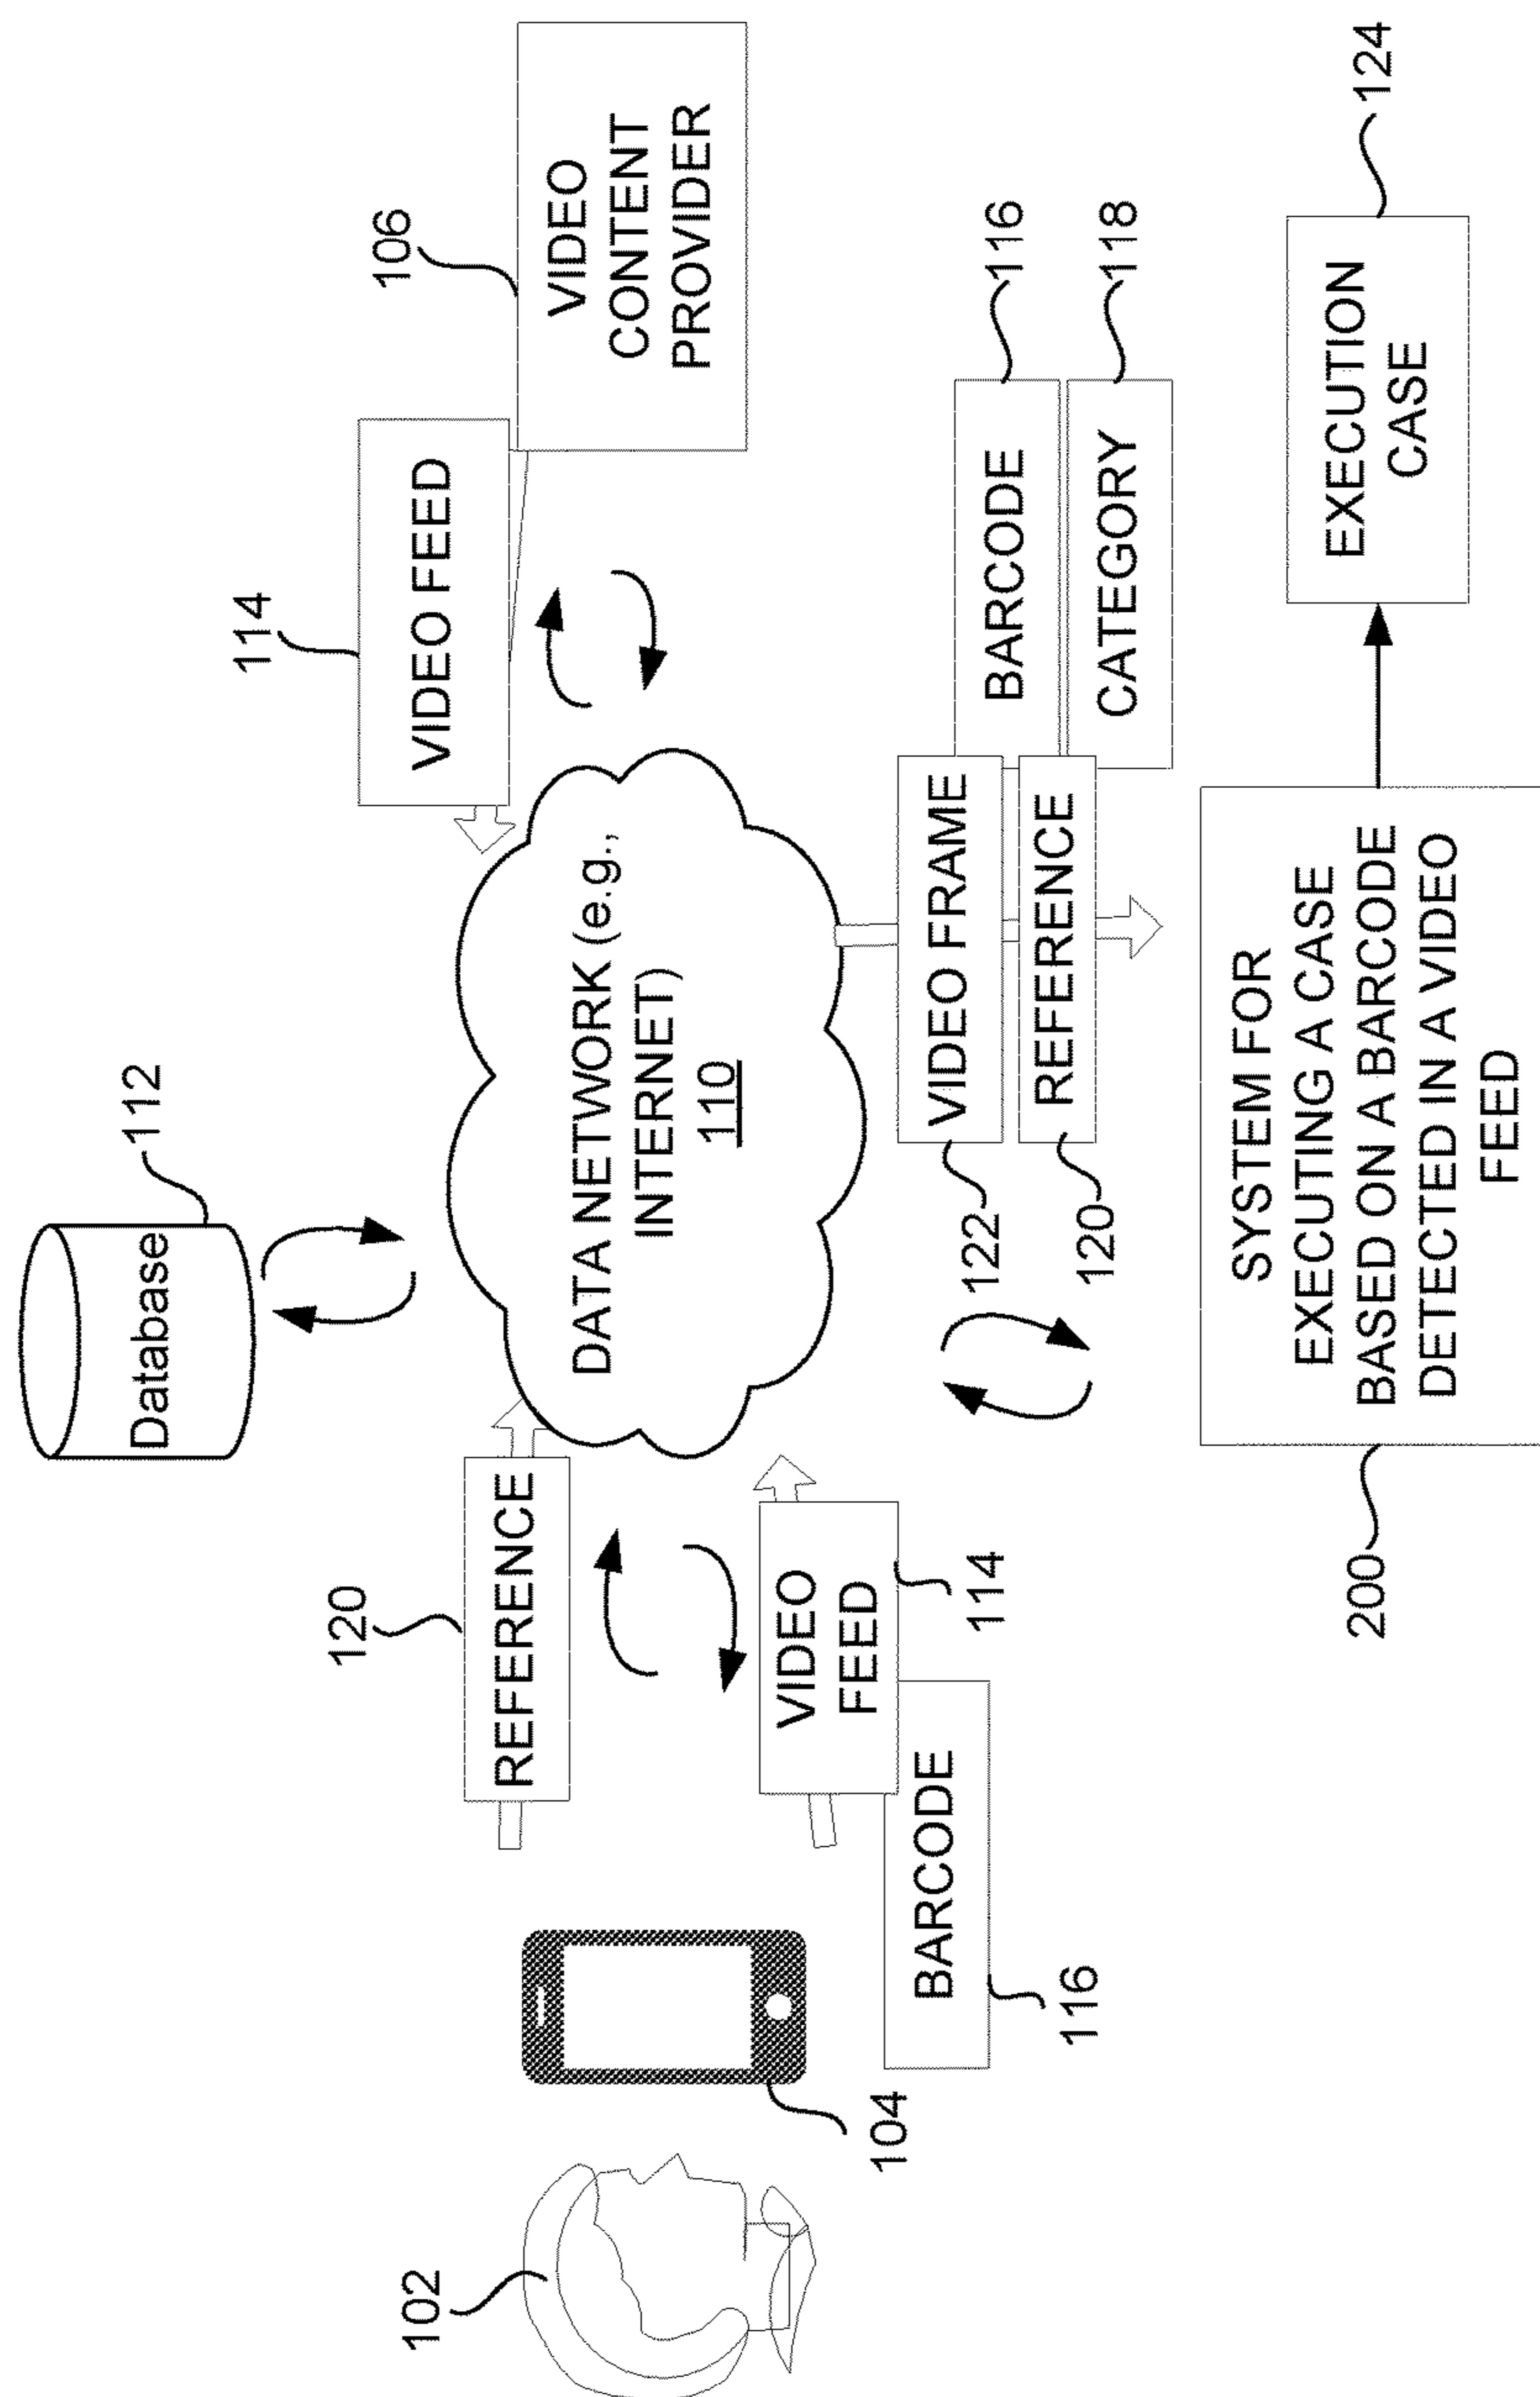 112
Database
114
VIDEO FEED
106
VIDEO
CONTENT
PROVIDER
120
REFERENCE
DATA NETWORK (e.g.,
INTERNET)
110
102
104
VIDEO
FEED
114
BARCODE
116
VIDEO FRAME
122
BARCODE
116
REFERENCE
120
CATEGORY
118
SYSTEM FOR
EXECUTING A CASE
BASED ON A BARCODE
DETECTED IN A VIDEO
FEED
200
EXECUTION
CASE
124